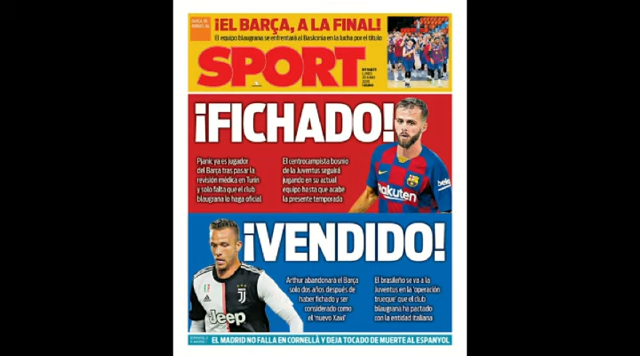 ¡EL BARÇA, A LA FINAL!
El equipo blaugrana se enfrentará al Baskonia en la lucha por el título
SPORT
¡FICHADO!
Pjanic ya es jugador
del Barça tras pasar la
revisión médica en Turín
y solo falta que el club
blaugrana lo haga oficial
El centrocampista bosnio
de la Juventus seguirá
jugando en su actual
equipo hasta que acabe
la presente temporada
Rakuten
beko
¡VENDIDO!
Arthur abandonará el Barça
solo dos años después de
haber fichado y ser
considerado como
el 'nuevo Xavi'
El brasileño se va a la
Juventus en la 'operación
trueque' que el club
blaugrana ha pactado
con la entidad italiana
Jeep
EL MADRID NO FALLA EN CORNELLÀ Y DEJA TOCADO DE MUERTE AL ESPANYOL